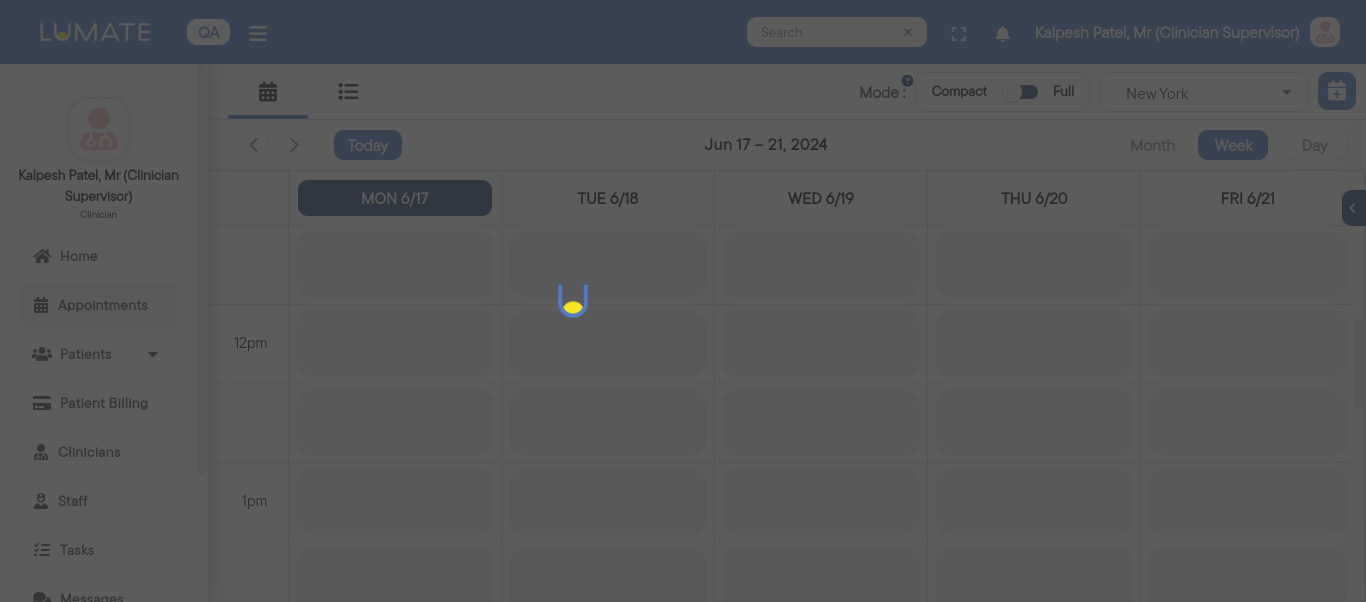 LUMATE
QA
Search
Kalpesh Patel, Mr (Clinician Supervisor)
Mode :
?
Compact
Full
New York
Today
Jun 17 – 21, 2024
Month
Week
Day
Kalpesh Patel, Mr (Clinician
Supervisor)
Clinician
MON 6/17
TUE 6/18
WED 6/19
THU 6/20
FRI 6/21
Home
Appointments
Patients
12pm
Patient Billing
Clinicians
Staff
1pm
Tasks
Messages